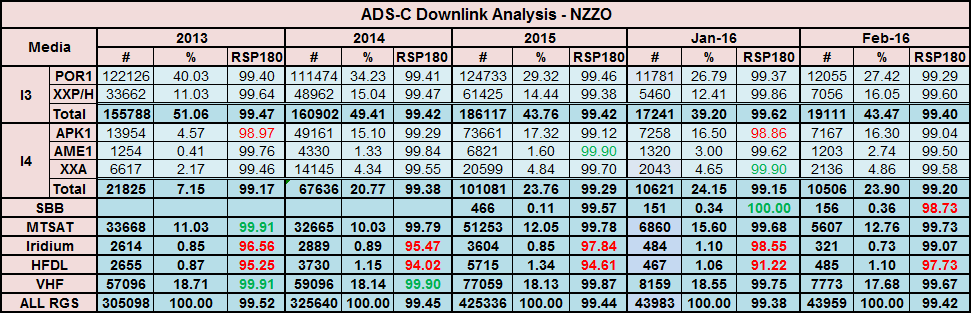 ADS-C Downlink Analysis - NZZO
Media 2013 2014 2015 Jan-16 Feb-16
# % RSP180 # % RSP180 # % RSP180 # % RSP180 # % RSP180
I3 POR1 122126 40.03 99.40 111474 34.23 99.41 124733 29.32 99.46 11781 26.79 99.37 12055 27.42 99.29
XXP/H 33662 11.03 99.64 48962 15.04 99.47 61425 14.44 99.38 5460 12.41 99.86 7056 16.05 99.60
Total 155788 51.06 99.47 160902 49.41 99.42 186117 43.76 99.42 17241 39.20 99.62 19111 43.47 99.40
I4 APK1 13954 4.57 98.97 49161 15.10 99.29 73661 17.32 99.12 7258 16.50 98.86 7167 16.30 99.04
AME1 1254 0.41 99.76 4330 1.33 99.84 6821 1.60 99.90 1320 3.00 99.62 1203 2.74 99.50
XXA 6617 2.17 99.46 14145 4.34 99.55 20599 4.84 99.70 2043 4.65 99.90 2136 4.86 99.58
Total 21825 7.15 99.17 67636 20.77 99.38 101081 23.76 99.29 10621 24.15 99.15 10506 23.90 99.20
SBB 466 0.11 99.57 151 0.34 100.00 156 0.36 98.73
MTSAT 33668 11.03 99.91 32665 10.03 99.79 51253 12.05 99.78 6860 15.60 99.68 5607 12.76 99.73
Iridium 2614 0.85 96.56 2889 0.89 95.47 3604 0.85 97.84 484 1.10 98.55 321 0.73 99.07
HFDL 2655 0.87 95.25 3730 1.15 94.02 5715 1.34 94.61 467 1.06 91.22 485 1.10 97.73
VHF 57096 18.71 99.91 59096 18.14 99.90 77059 18.13 99.87 8159 18.55 99.75 7773 17.68 99.67
ALL RGS 305098 100.00 99.52 325640 100.00 99.45 425336 100.00 99.44 43983 100.00 99.38 43959 100.00 99.42